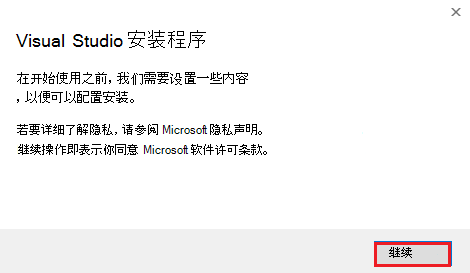 Visual Studio 安装程序
在开始使用之前，我们需要设置一些内容
，以便可以配置安装。
若要详细了解隐私，请参阅 Microsoft 隐私声明。
继续操作即表示你同意 Microsoft 软件许可条款。
继续